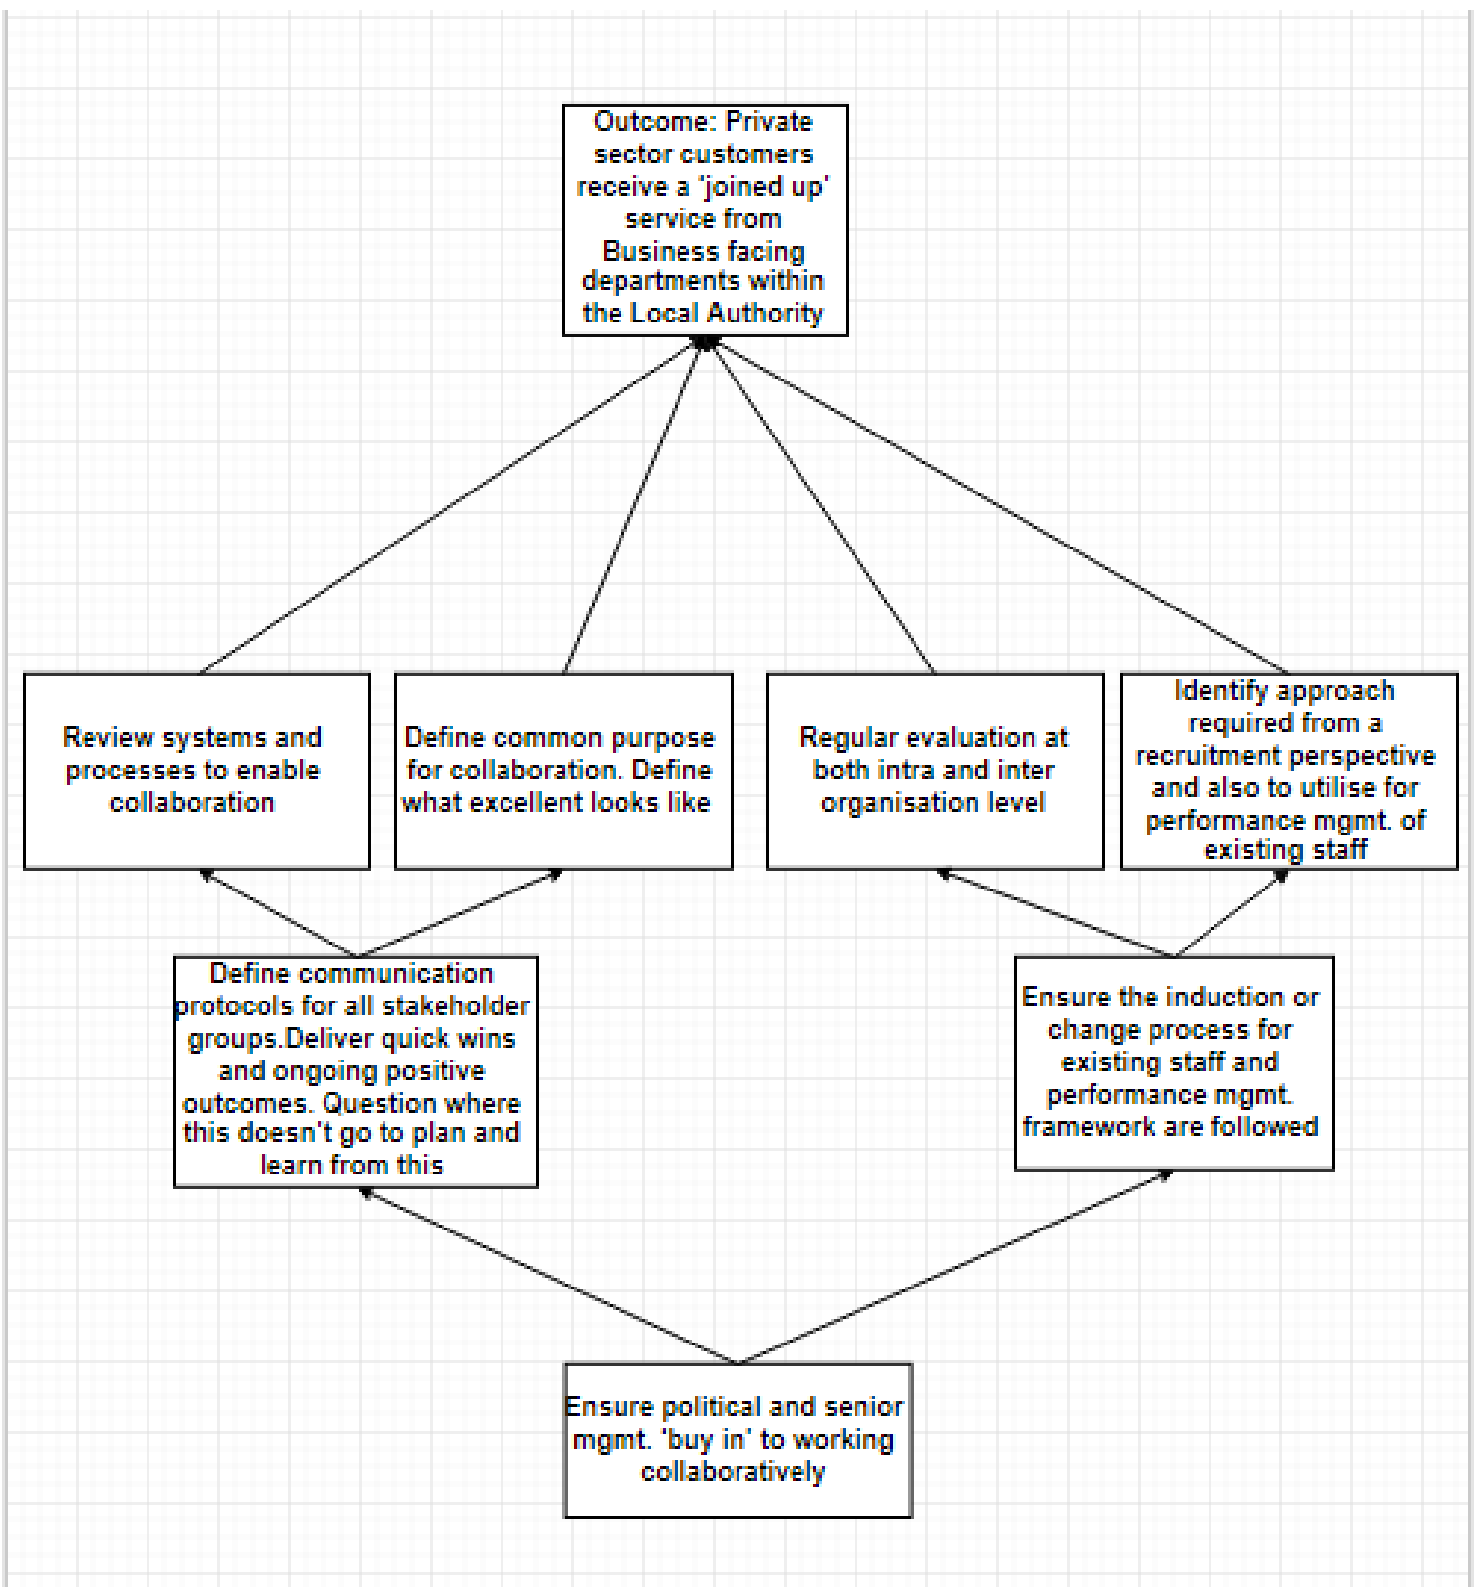 Outcome: Private
sector customers
receive a 'joined up'
service from
Business facing
departments within
the Local Authority
Review systems and
processes to enable
collaboration
Define common purpose
for collaboration. Define
what excellent looks like
Regular evaluation at
both intra and inter
organisation level
Identify approach
required from a
recruitment perspective
and also to utilise for
performance mgmt. of
existing staff
Define communication
protocols for all stakeholder
groups.Deliver quick wins
and ongoing positive
outcomes. Question where
this doesn't go to plan and
learn from this
Ensure the induction or
change process for
existing staff and
performance mgmt.
framework are followed
Ensure political and senior
mgmt. 'buy in' to working
collaboratively